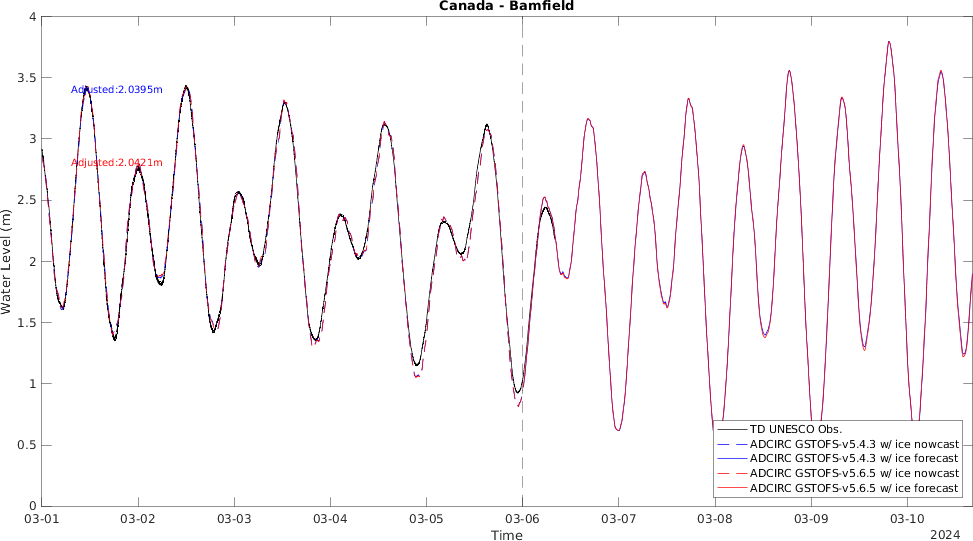 Canada - Bamfield
4
3.5
3
2.5
2
1.5
1
0.5
0
Water Level (m)
Adjusted:2.0395m
Adjusted:2.0421m
TD UNESCO Obs.
ADCIRC GSTOFS-v5.4.3 w/ ice nowcast
ADCIRC GSTOFS-v5.4.3 w/ ice forecast
ADCIRC GSTOFS-v5.6.5 w/ ice nowcast
ADCIRC GSTOFS-v5.6.5 w/ ice forecast
03-01 03-02 03-03 03-04 03-05 03-06 03-07 03-08 03-09 03-10
Time
2024